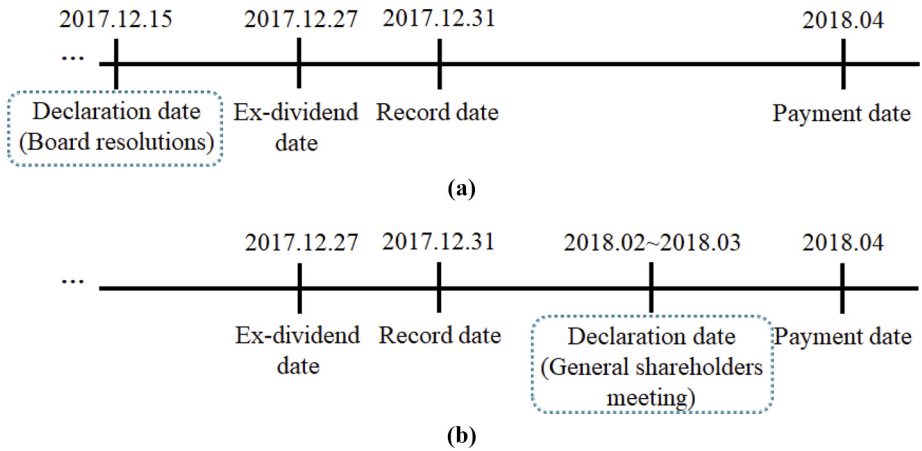 2017.12.15 2017.12.27 2017.12.31 2018.04
...
Declaration date Ex-dividend Record date Payment date
(Board resolutions) date
(a)
2017.12.27 2017.12.31 2018.02~2018.03 2018.04
...
Ex-dividend Record date Declaration date Payment date
date (General shareholders
meeting)
(b)